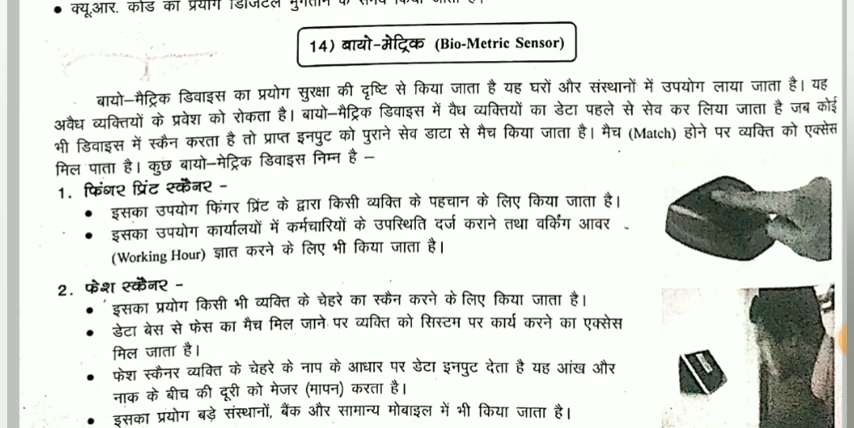 • क्यू.आर. कोड का प्रयोग डिजिटल भुगतान के समय किया जाता है।
14) बायो-मेट्रिक (Bio-Metric Sensor)
बायो–मैट्रिक डिवाइस का प्रयोग सुरक्षा की दृष्टि से किया जाता है यह घरों और संस्थानों में उपयोग लाया जाता है। यह
अवैध व्यक्तियों के प्रवेश को रोकता है। बायो–मैट्रिक डिवाइस में वैध व्यक्तियों का डेटा पहले से सेव कर लिया जाता है जब कोई
भी डिवाइस में स्कैन करता है तो प्राप्त इनपुट को पुराने सेव डाटा से मैच किया जाता है। मैच (Match) होने पर व्यक्ति को एक्सेस
मिल पाता है। कुछ बायो–मेट्रिक डिवाइस निम्न है –
1. फिंगर प्रिंट स्कैनर -
• इसका उपयोग फिंगर प्रिंट के द्वारा किसी व्यक्ति के पहचान के लिए किया जाता है।
• इसका उपयोग कार्यालयों में कर्मचारियों के उपस्थिति दर्ज कराने तथा वर्किंग आवर
(Working Hour) ज्ञात करने के लिए भी किया जाता है।
2. फेश स्कैनर -
• इसका प्रयोग किसी भी व्यक्ति के चेहरे का स्कैन करने के लिए किया जाता है।
• डेटा बेस से फेस का मैच मिल जाने पर व्यक्ति को सिस्टम पर कार्य करने का एक्सेस
मिल जाता है।
• फेश स्कैनर व्यक्ति के चेहरे के नाप के आधार पर डेटा इनपुट देता है यह आंख और
नाक के बीच की दूरी को मेजर (मापन) करता है।
• इसका प्रयोग बड़े संस्थानों, बैंक और सामान्य मोबाइल में भी किया जाता है।